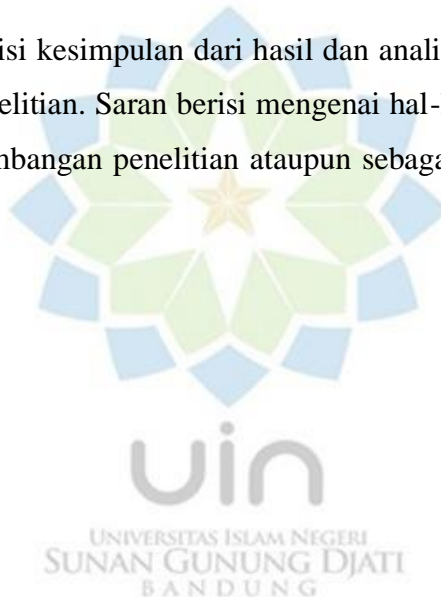 isi kesimpulan dari hasil dan anali
elitian. Saran berisi mengenai hal-
mbangan penelitian ataupun sebaga
uin
UNIVERSITAS ISLAM NEGERI
SUNAN GUNUNG DJATI
BANDUNG